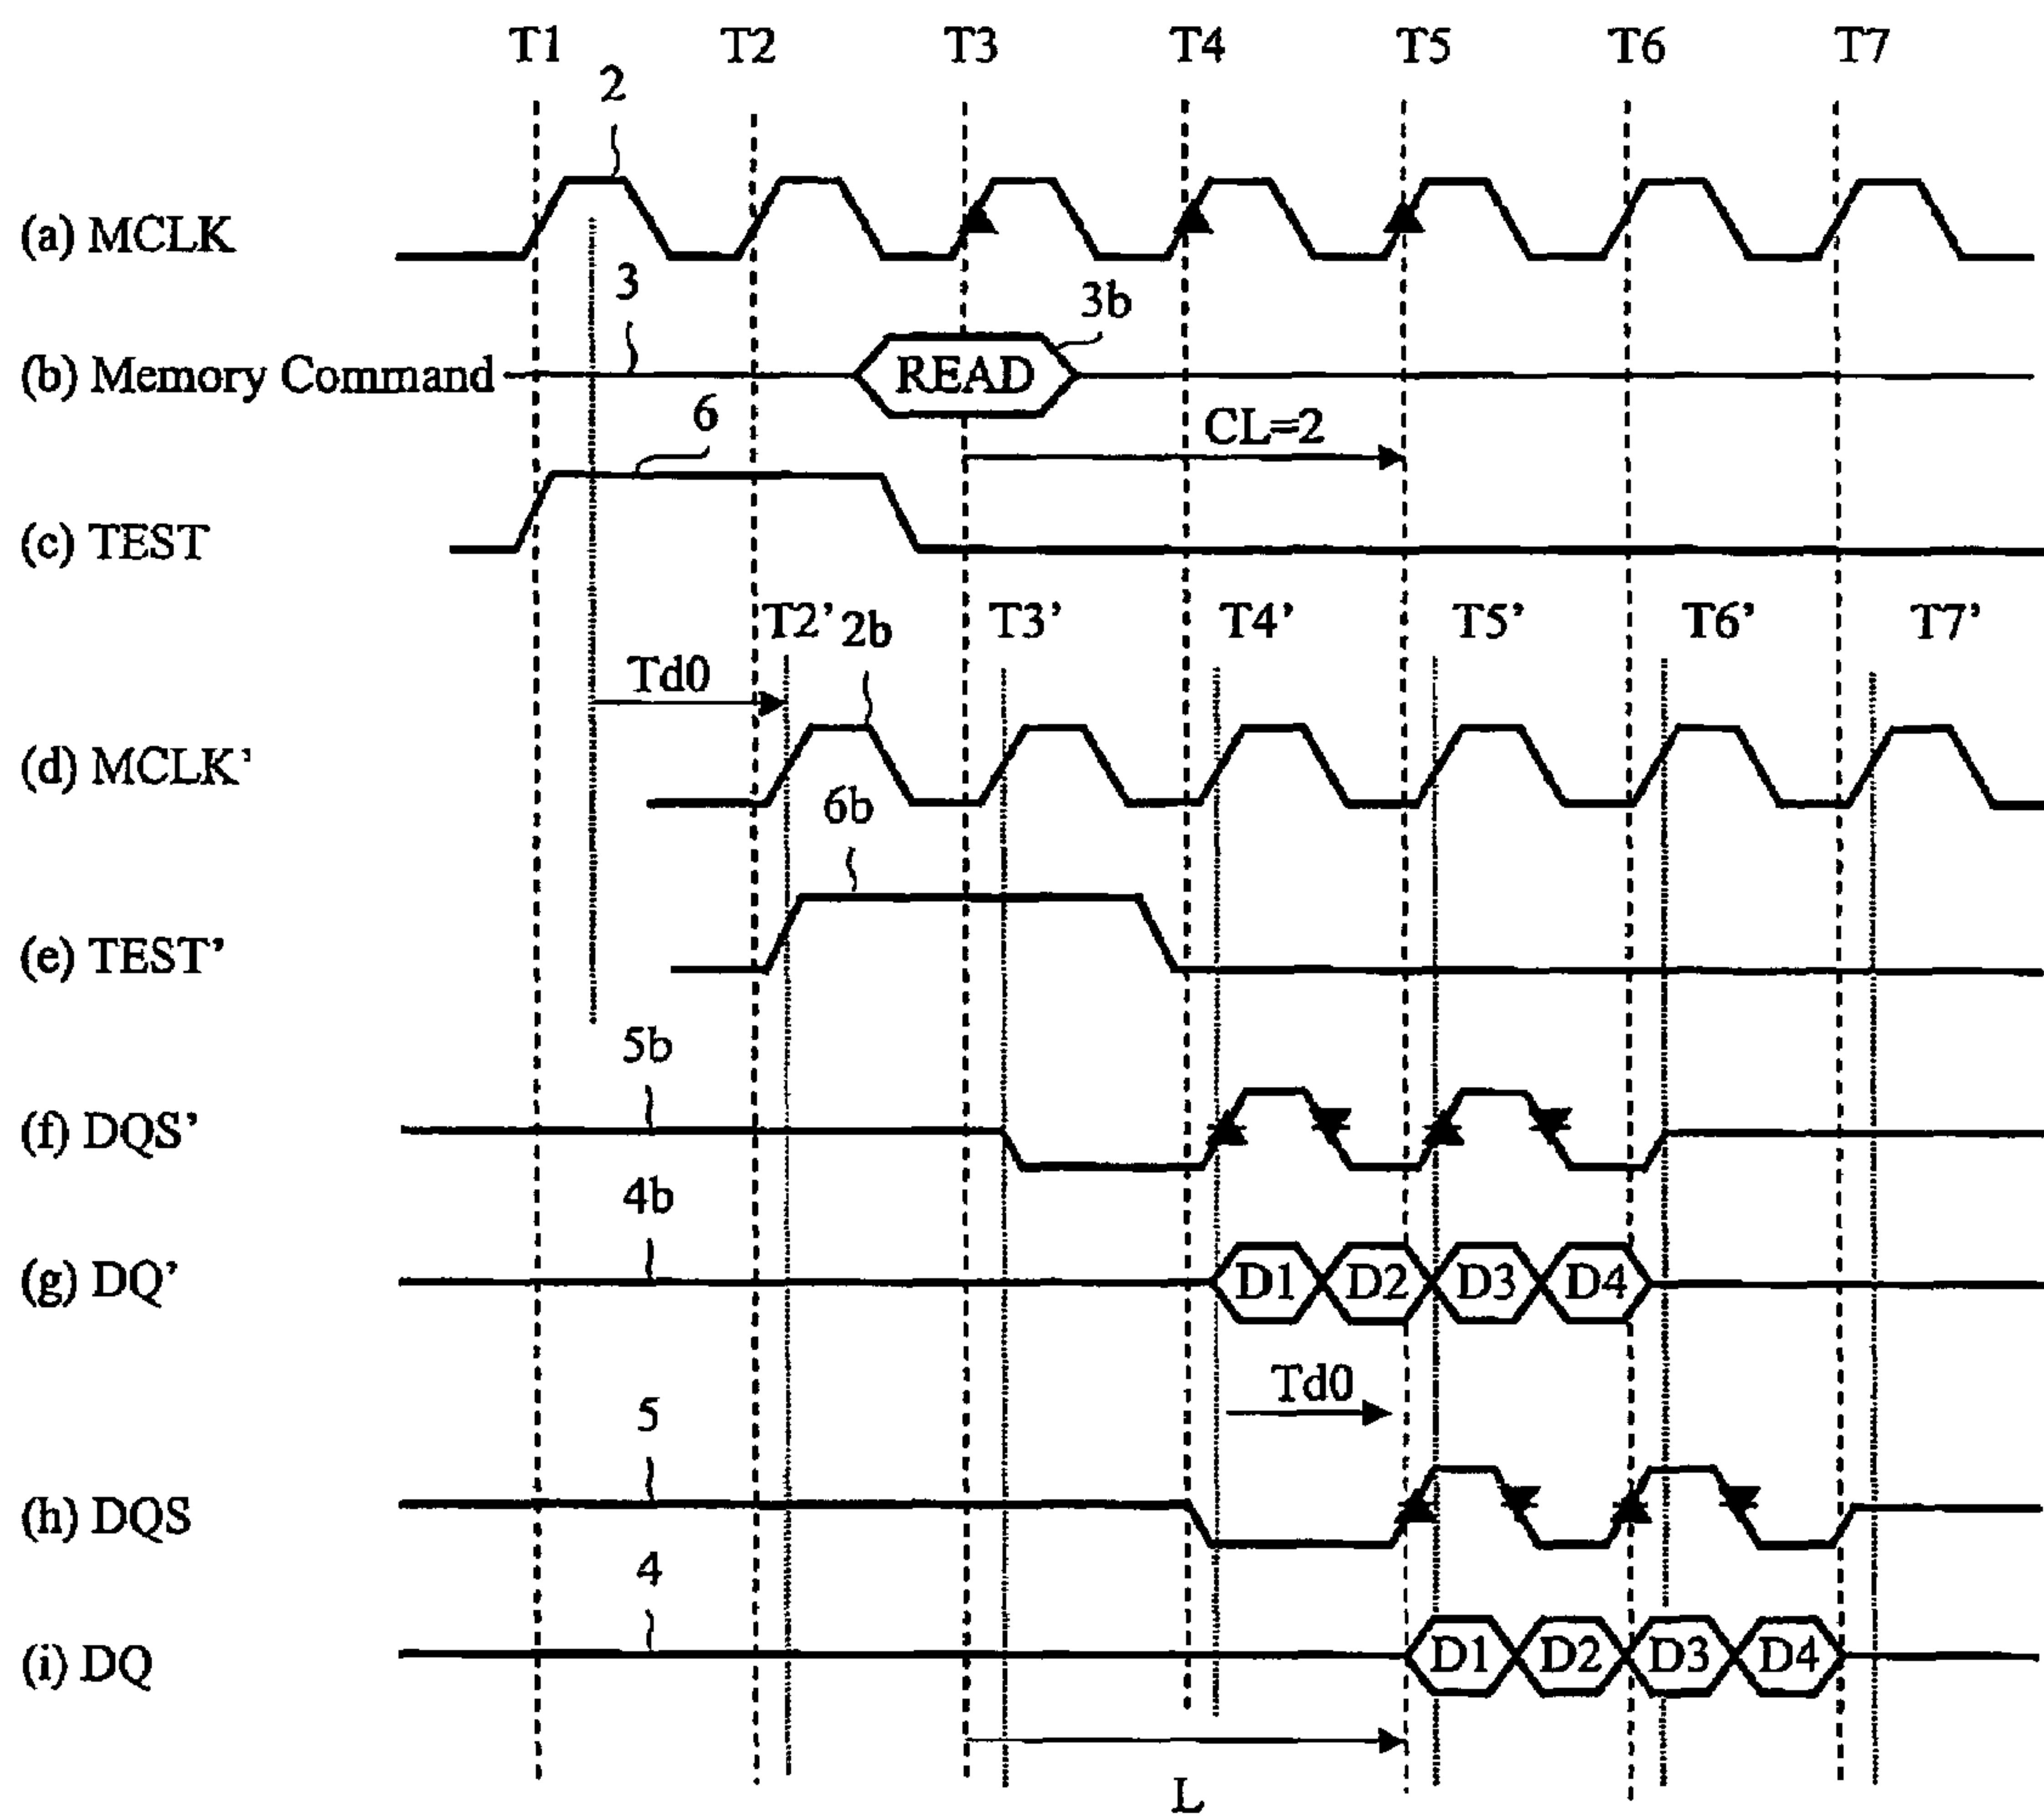 T1 T2 T3 T4 T5 T6 T7
2
(a) MCLK
3
3b
(b) Memory Command READ
6
CL=2
(c) TEST
T2' 2b T3' T4' T5' T6' T7'
Td0
(d) MCLK'
6b
(e) TEST'
5b
(f) DQS'
4b
(g) DQ' D1 D2 D3 D4
Td0
5
(h) DQS
4
(i) DQ D1 D2 D3 D4
L